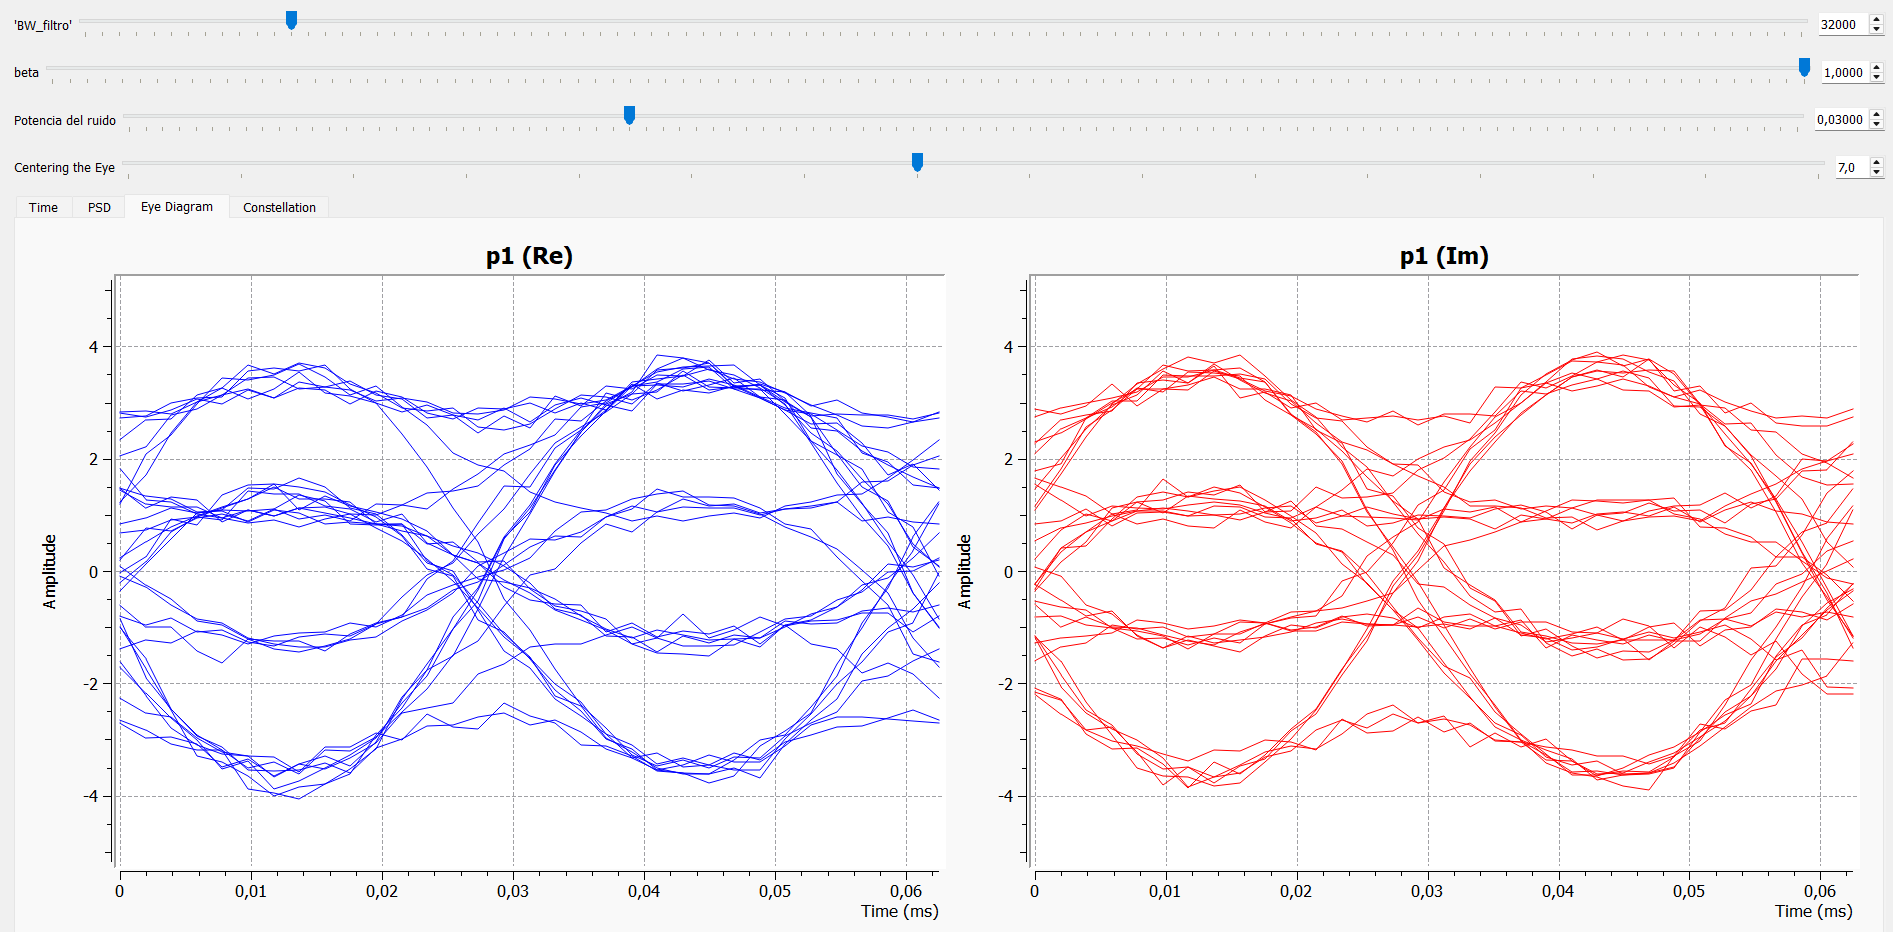 'BW_filtro' 32000
beta 1,0000
Potencia del ruido 0,03000
Centering the Eye 7,0
Time PSD Eye Diagram Constellation
p1 (Re)
4
2
0
-2
-4
Amplitude
0 0,01 0,02 0,03 0,04 0,05 0,06
Time (ms)
p1 (Im)
4
2
0
-2
-4
Amplitude
0 0,01 0,02 0,03 0,04 0,05 0,06
Time (ms)